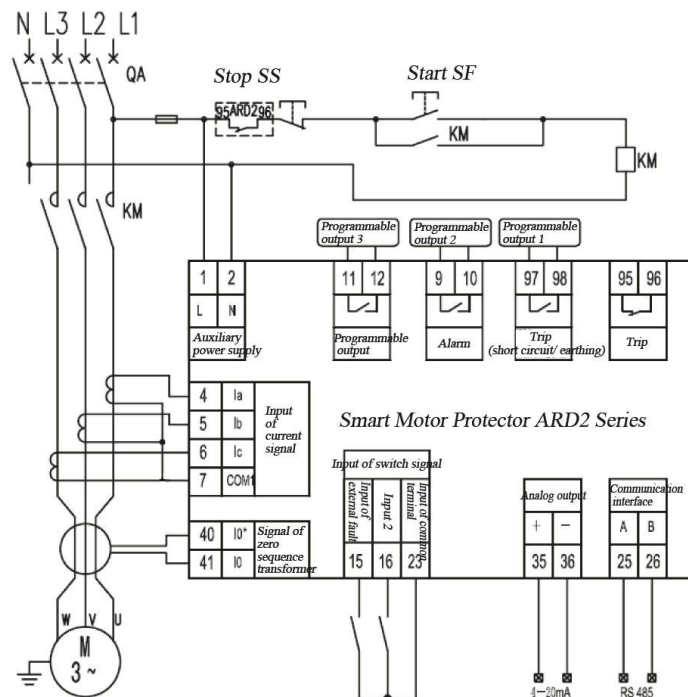 N L3 L2 L1
QA
Stop SS
Start SF
95 ARD2 96
KM
KM
KM
Programmable
output 3
Programmable
output 2
Programmable
output 1
1 2
11 12
9 10
97 98
95 96
L N
Auxiliary
power supply
Programmable
output
Alarm
Trip
(short circuit/ earthing)
Trip
4 Ia
5 Ib
6 Ic
7 COM1
Input
of
current
signal
Smart Motor Protector ARD2 Series
Input of switch signal
Input of
external fault
Input 2
Input of common
terminal
15 16 23
Analog output
+ −
35 36
Communication
interface
A B
25 26
40 I0*
41 I0
Signal of
zero
sequence
transformer
W V U
M
3 ~
4—20mA
RS 485